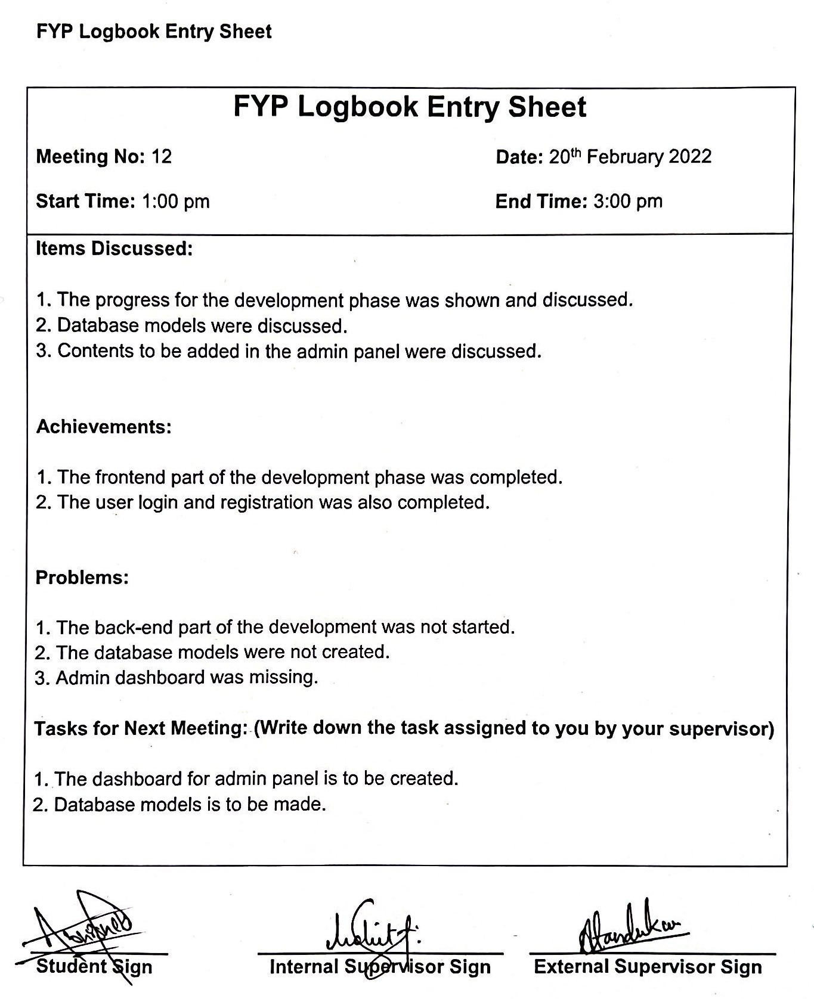 FYP Logbook Entry Sheet
FYP Logbook Entry Sheet
Meeting No: 12
Date: 20th February 2022
Start Time: 1:00 pm
End Time: 3:00 pm
Items Discussed:
1. The progress for the development phase was shown and discussed.
2. Database models were discussed.
3. Contents to be added in the admin panel were discussed.
Achievements:
1. The frontend part of the development phase was completed.
2. The user login and registration was also completed.
Problems:
1. The back-end part of the development was not started.
2. The database models were not created.
3. Admin dashboard was missing.
Tasks for Next Meeting: (Write down the task assigned to you by your supervisor)
1. The dashboard for admin panel is to be created.
2. Database models is to be made.
Student Sign
Internal Supervisor Sign
External Supervisor Sign